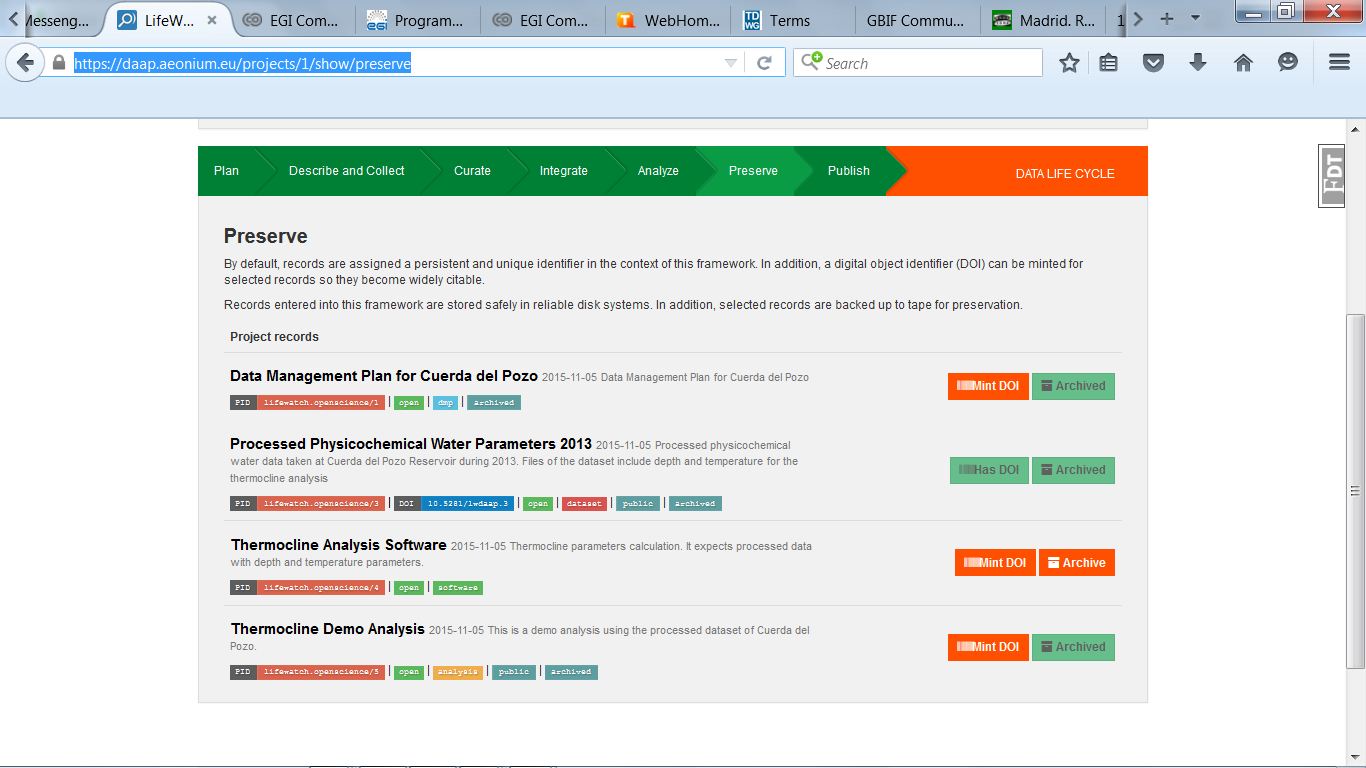 /lesseng...
LifeW...
EGI Com...
Program...
EGI Com...
WebHom...
Terms
GBIF Commu...
Madrid. R...
1
https://daap.aeonium.eu/projects/1/show/preserve
Search
FDT
Plan
Describe and Collect
Curate
Integrate
Analyze
Preserve
Publish
DATA LIFE CYCLE
Preserve
By default, records are assigned a persistent and unique identifier in the context of this framework. In addition, a digital object identifier (DOI) can be minted for
selected records so they become widely citable.
Records entered into this framework are stored safely in reliable disk systems. In addition, selected records are backed up to tape for preservation.
Project records
Data Management Plan for Cuerda del Pozo 2015-11-05 Data Management Plan for Cuerda del Pozo
Mint DOI Archived
PID lifewatch.openscience/1 | open | dmp | archived
Processed Physicochemical Water Parameters 2013 2015-11-05 Processed physicochemical
water data taken at Cuerda del Pozo Reservoir during 2013. Files of the dataset include depth and temperature for the
thermocline analysis
Has DOI Archived
PID lifewatch.openscience/3 | DOI 10.5281/lwdaap.3 | open | dataset | public | archived
Thermocline Analysis Software 2015-11-05 Thermocline parameters calculation. It expects processed data
with depth and temperature parameters.
Mint DOI Archive
PID lifewatch.openscience/4 | open | software
Thermocline Demo Analysis 2015-11-05 This is a demo analysis using the processed dataset of Cuerda del
Pozo.
Mint DOI Archived
PID lifewatch.openscience/5 | open | analysis | public | archived